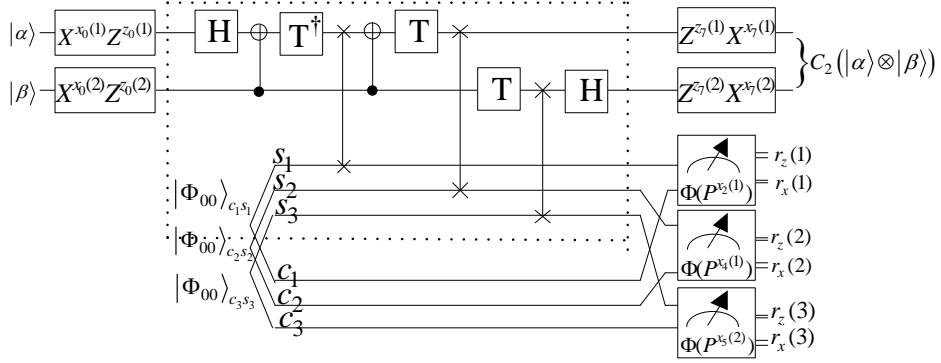 |α⟩ X^{x_0(1)}Z^{z_0(1)} H T^† T Z^{z_7(1)}X^{x_7(1)}
C_2(|α⟩⊗|β⟩)
|β⟩ X^{x_0(2)}Z^{z_0(2)} T H Z^{z_7(2)}X^{x_7(2)}
s_1 r_z(1)
|Φ_{00}⟩_{c_1s_1} s_2 Φ(P^{x_2(1)}) r_x(1)
s_3
|Φ_{00}⟩_{c_2s_2} r_z(2)
c_1 Φ(P^{x_4(1)}) r_x(2)
|Φ_{00}⟩_{c_3s_3} c_2
c_3 r_z(3)
Φ(P^{x_5(2)}) r_x(3)